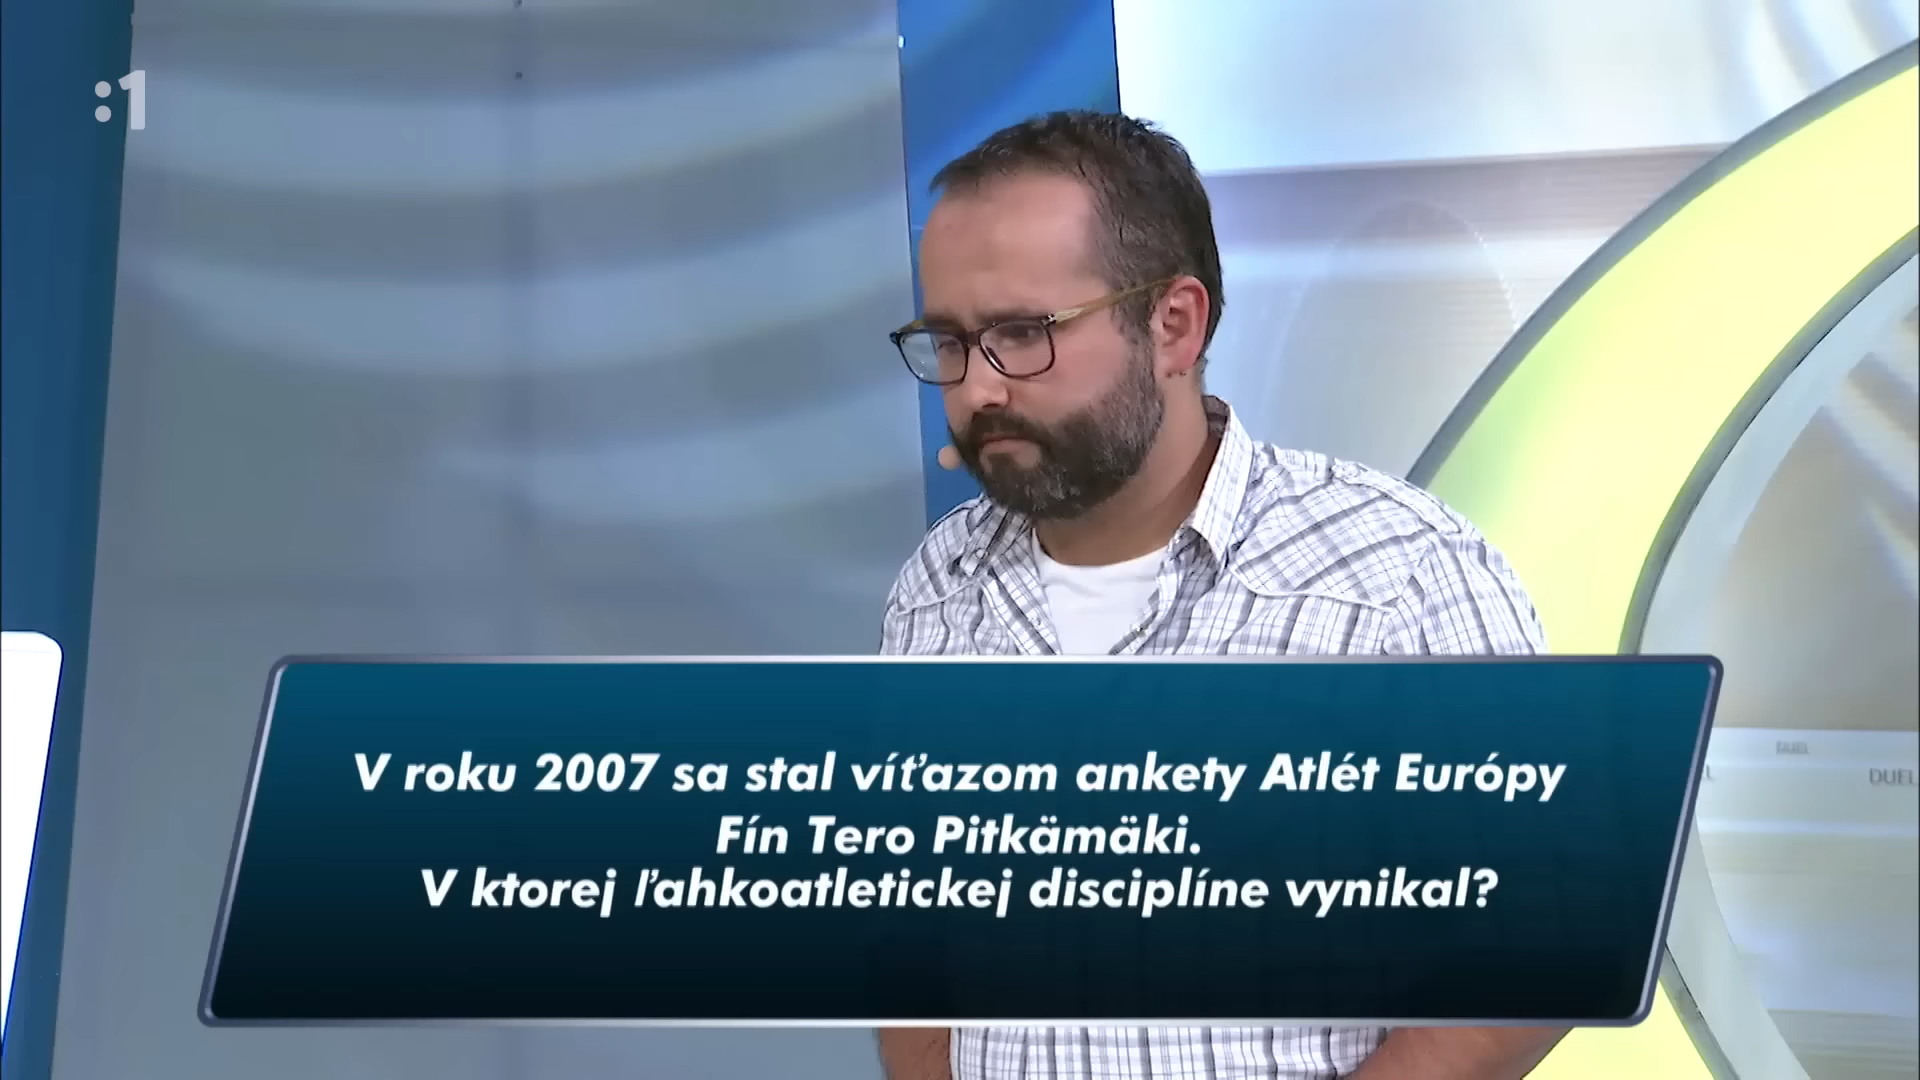 :1
DUEL
DUEL
V roku 2007 sa stal víťazom ankety Atlét Európy
Fín Tero Pitkämäki.
V ktorej ľahkoatletickej disciplíne vynikal?